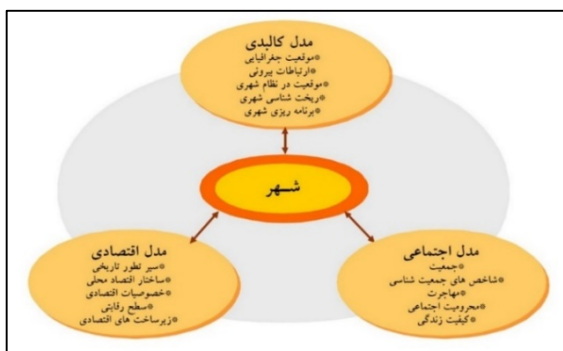 مدل کالبدی
*موقعیت جغرافیایی
*ارتباطات بیرونی
*موقعیت در نظام شهری
*ریخت شناسی شهری
*برنامه ریزی شهری
شـــهر
مدل اجتماعی
*جمعیت
*شاخص های جمعیت شناسی
*مهاجرت
*محرومیت اجتماعی
*کیفیت زندگی
مدل اقتصادی
*سیر تطور تاریخی
*ساختار اقتصاد محلی
*خصوصیات اقتصادی
*سطح رقابتی
*زیرساخت های اقتصادی